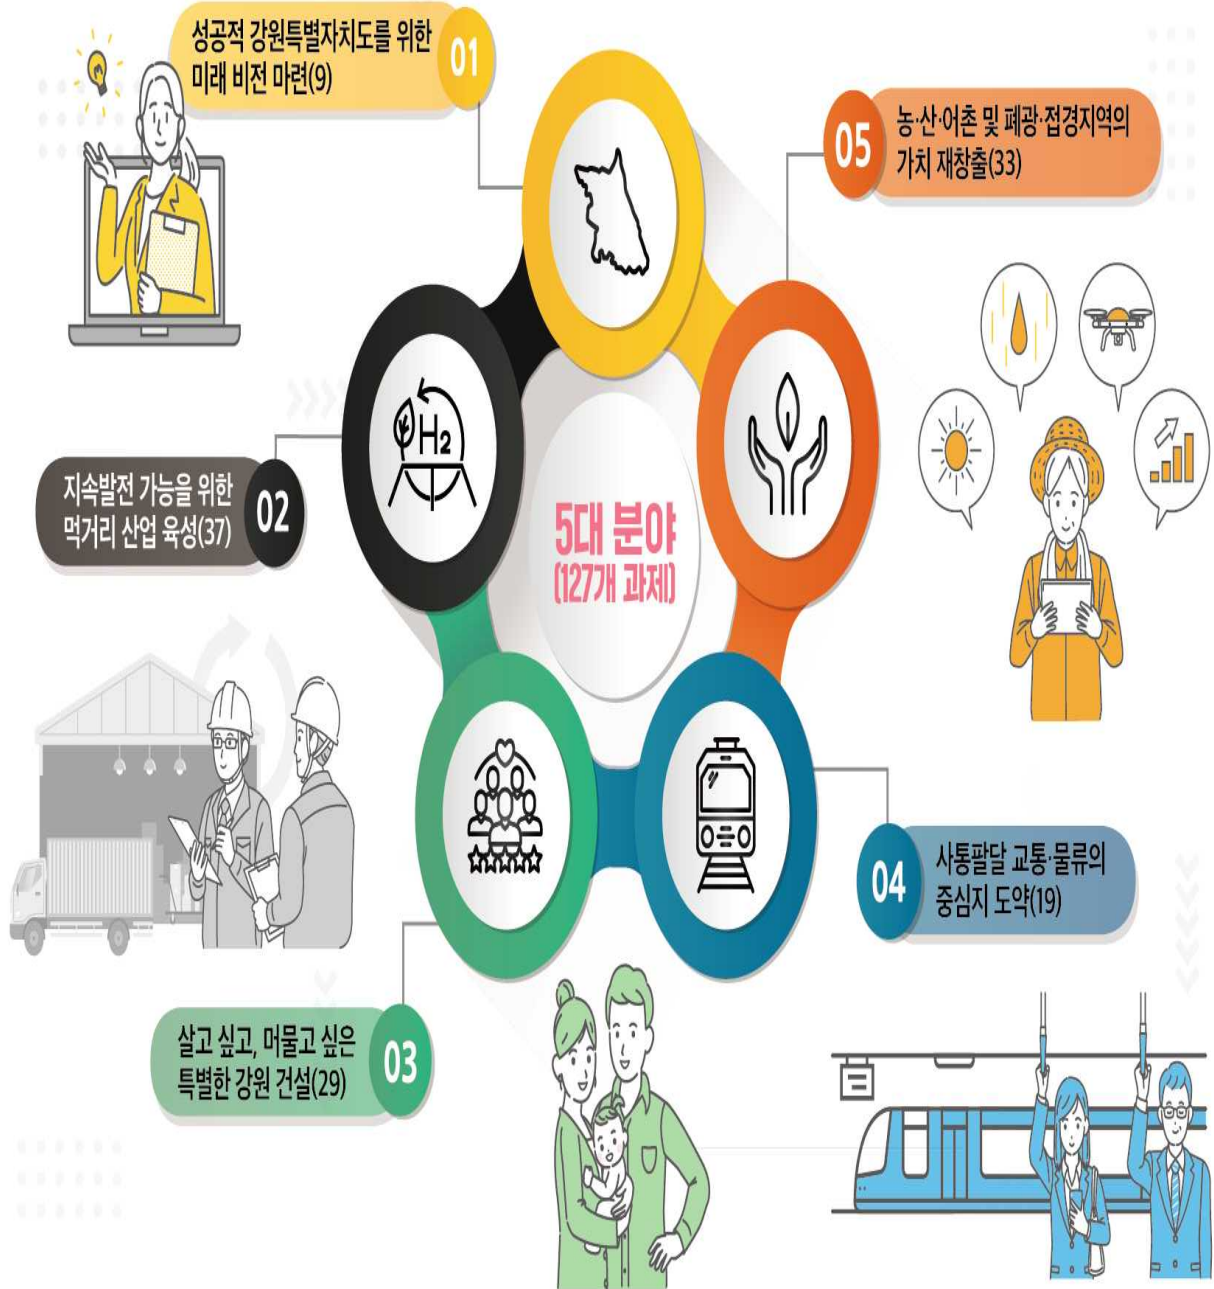 성공적 강원특별자치도를 위한
미래 비전 마련(9)
01
05
농·산·어촌 및 폐광·접경지역의
가치 재창출(33)
H2
지속발전 가능을 위한
먹거리 산업 육성(37)
02
5대 분야
(127개 과제)
04
사통팔달 교통·물류의
중심지 도약(19)
살고 싶고, 머물고 싶은
특별한 강원 건설(29)
03